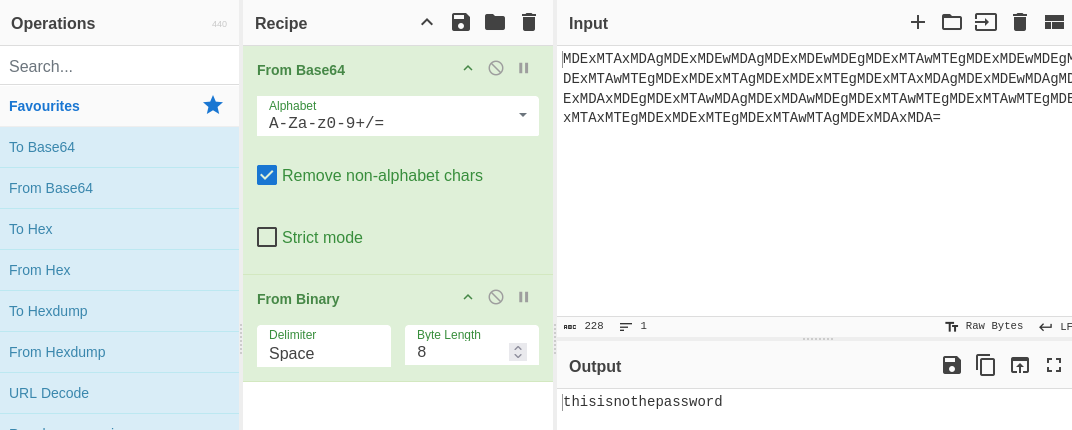 Operations
440
Recipe
Input
Search...
Favourites
To Base64
From Base64
To Hex
From Hex
To Hexdump
From Hexdump
URL Decode
From Base64
Alphabet
A-Za-z0-9+/=
Remove non-alphabet chars
Strict mode
From Binary
Delimiter
Space
Byte Length
8
MDExMTAxMDAgMDExMDEwMDAgMDExMDEwMDEgMDExMTAwMTEgMDExMDEwMDEgM
DExMTAwMTEgMDExMDExMTAgMDExMDExMTEgMDExMTAxMDAgMDExMDEwMDAgMD
ExMDAxMDEgMDExMTAwMDAgMDExMDAwMDEgMDExMTAwMTEgMDExMTAwMTEgMDE
xMTAxMTEgMDExMDExMTEgMDExMTAwMTAgMDExMDAxMDA=
228
1
Raw Bytes
LF
Output
thisisnothepassword